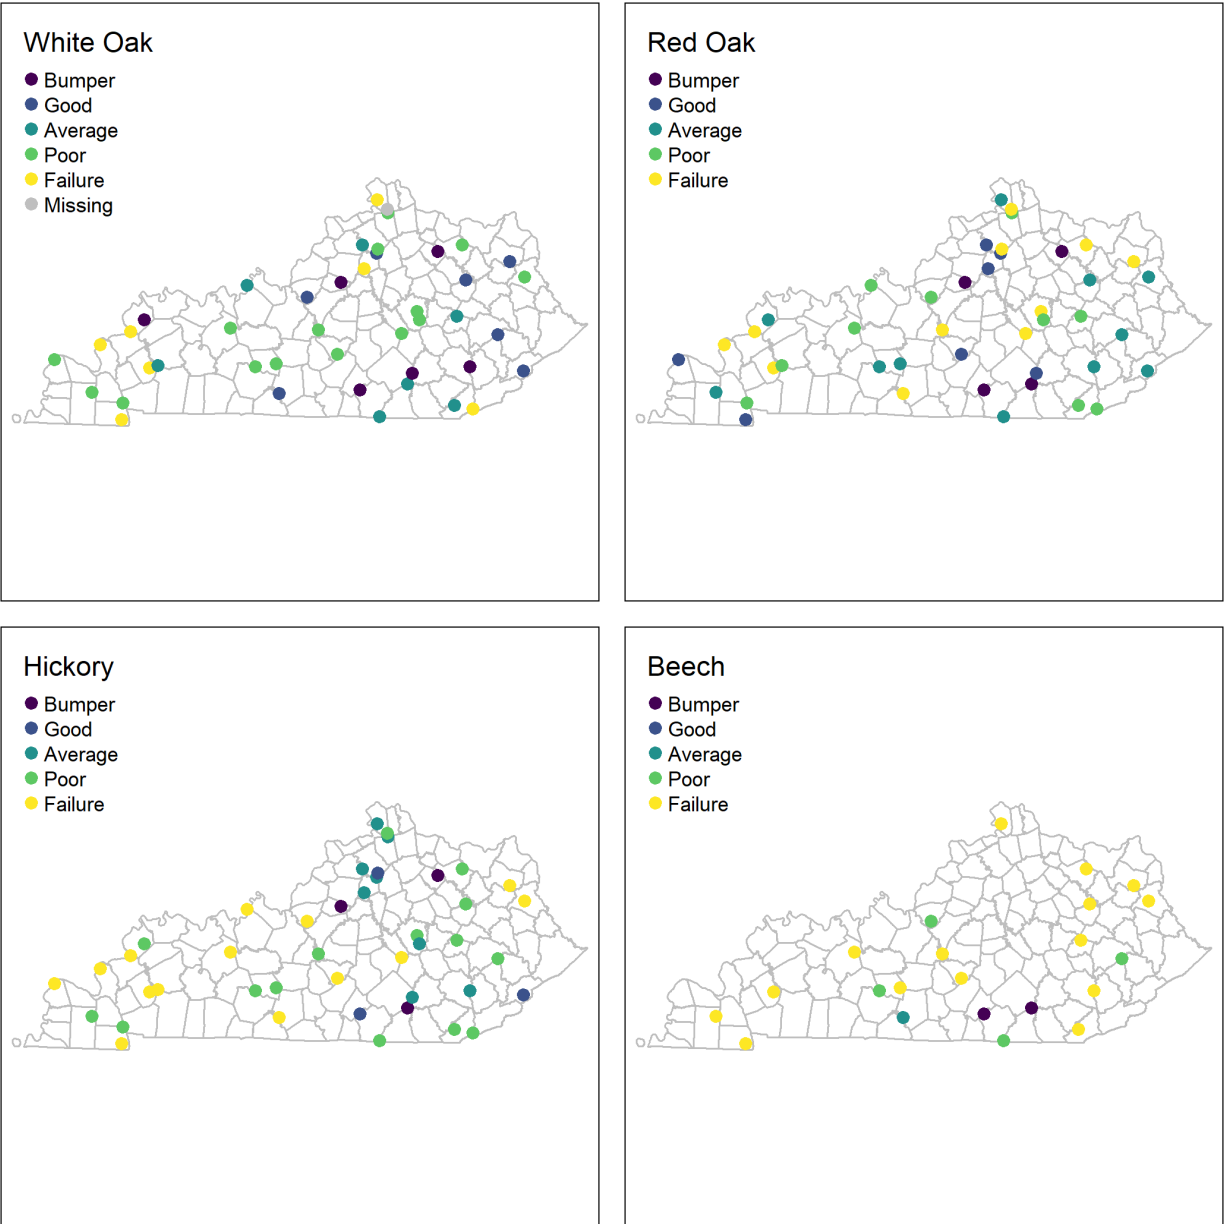 White Oak
Bumper
Good
Average
Poor
Failure
Missing
Red Oak
Bumper
Good
Average
Poor
Failure
Hickory
Bumper
Good
Average
Poor
Failure
Beech
Bumper
Good
Average
Poor
Failure